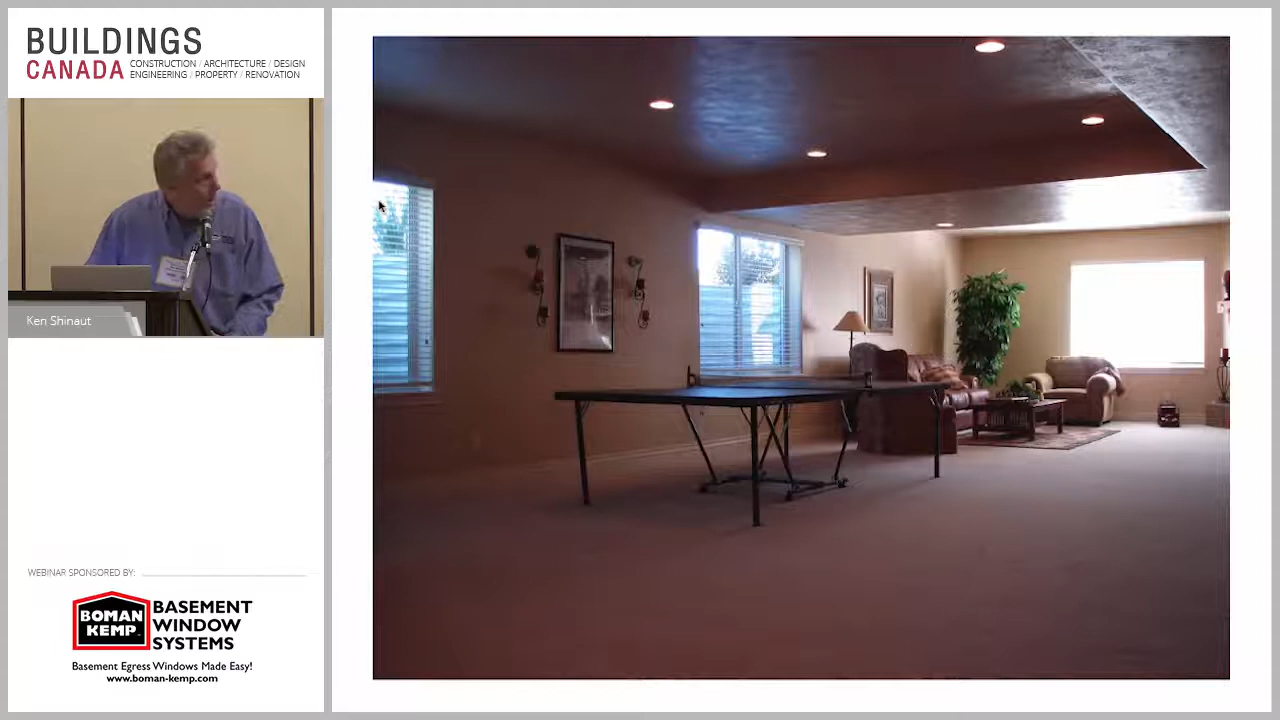 BUILDINGS
CANADA
CONSTRUCTION / ARCHITECTURE / DESIGN
ENGINEERING / PROPERTY / RENOVATION
Ken Shinaut
WEBINAR SPONSORED BY:
BOMAN
KEMP
BASEMENT
WINDOW
SYSTEMS
Basement Egress Windows Made Easy!
www.boman-kemp.com